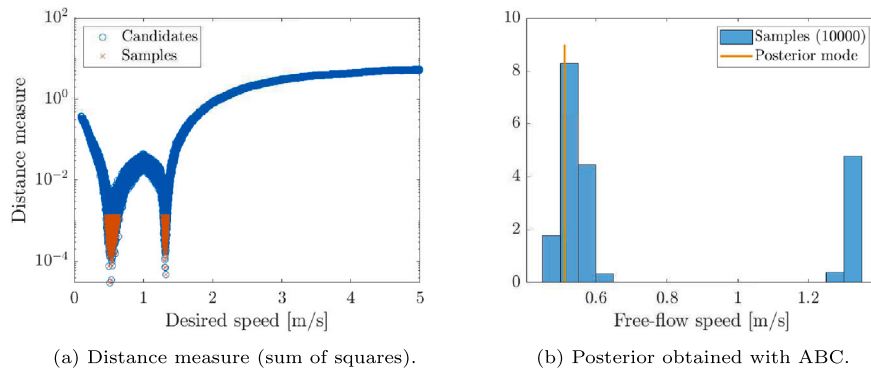 10^2
10^0
10^-2
10^-4
Distance measure
Candidates
Samples
0 1 2 3 4 5
Desired speed [m/s]
(a) Distance measure (sum of squares).
10
8
6
4
2
0
Samples (10000)
Posterior mode
0.6 1 1.2
Free-flow speed [m/s]
(b) Posterior obtained with ABC.